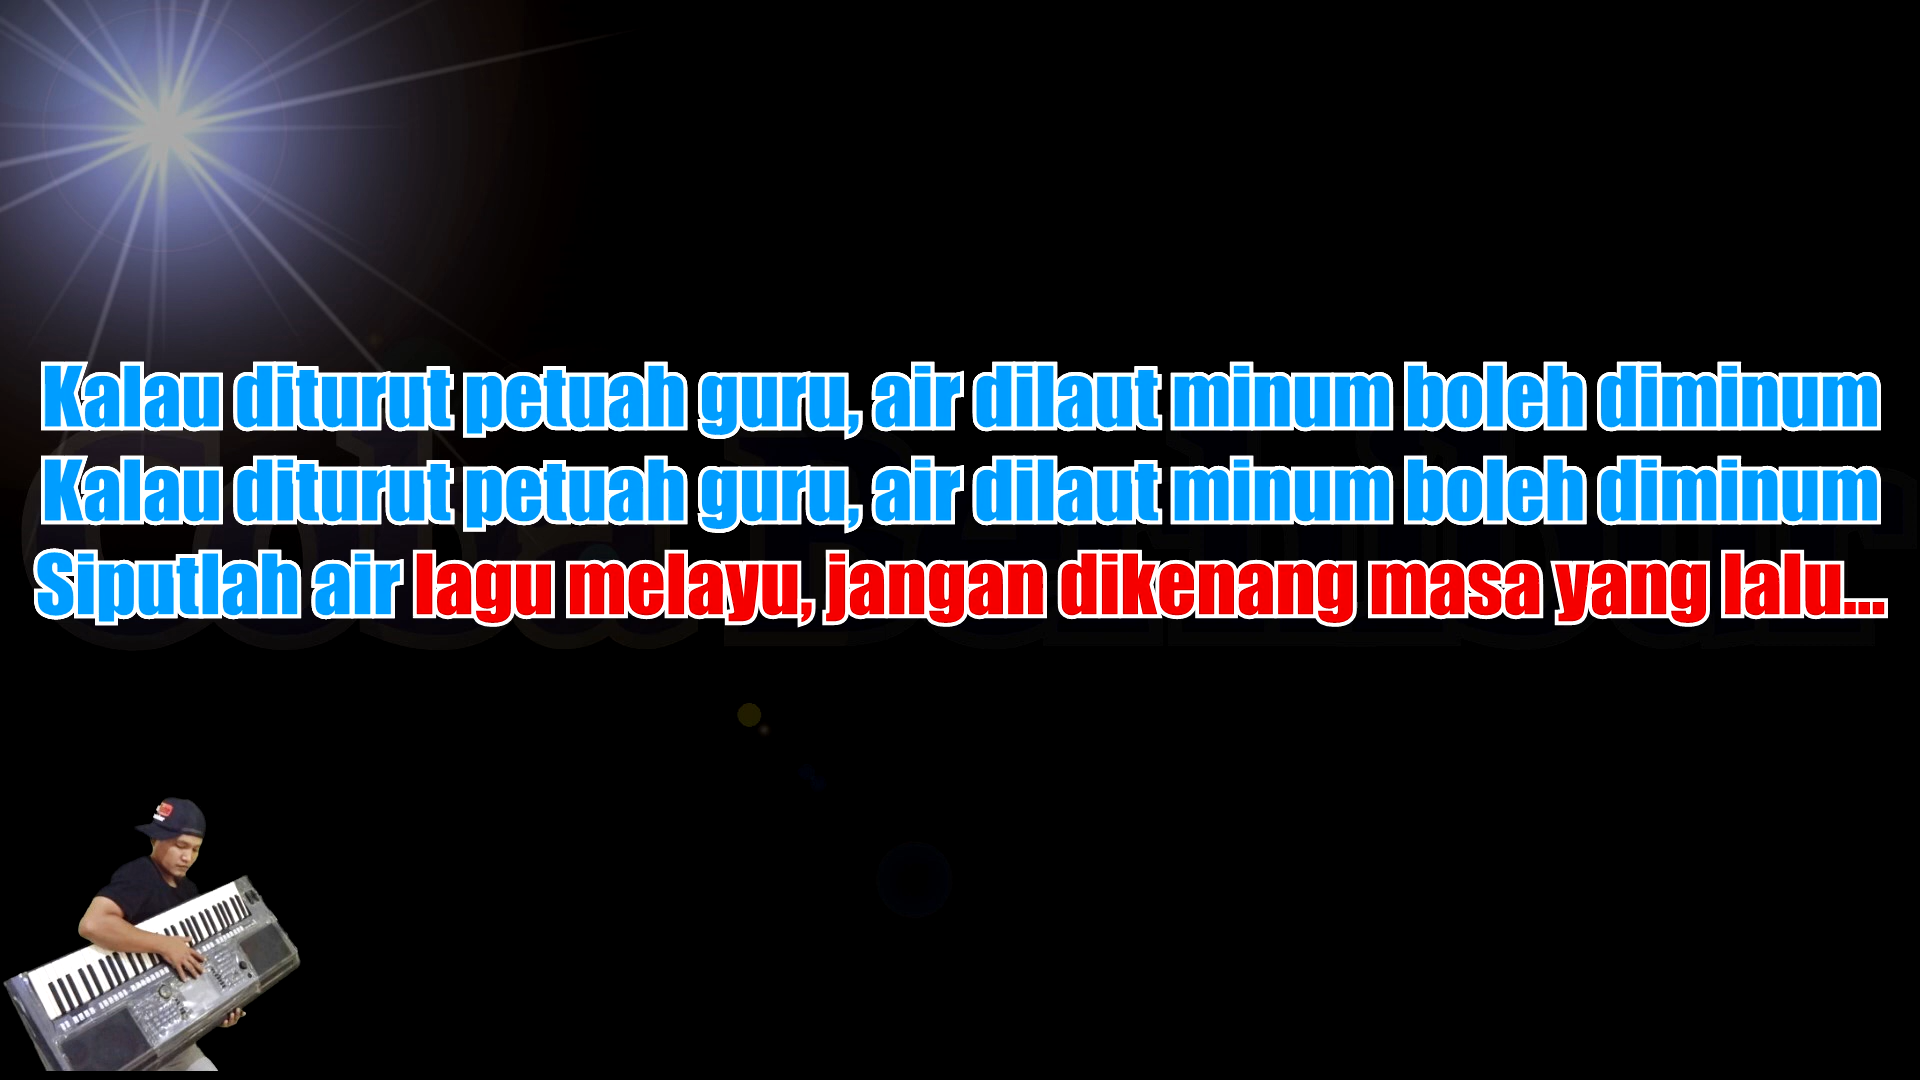 Kalau diturut petuah guru, air dilaut minum boleh diminum
Kalau diturut petuah guru, air dilaut minum boleh diminum
Siputlah air lagu melayu, jangan dikenang masa yang lalu...